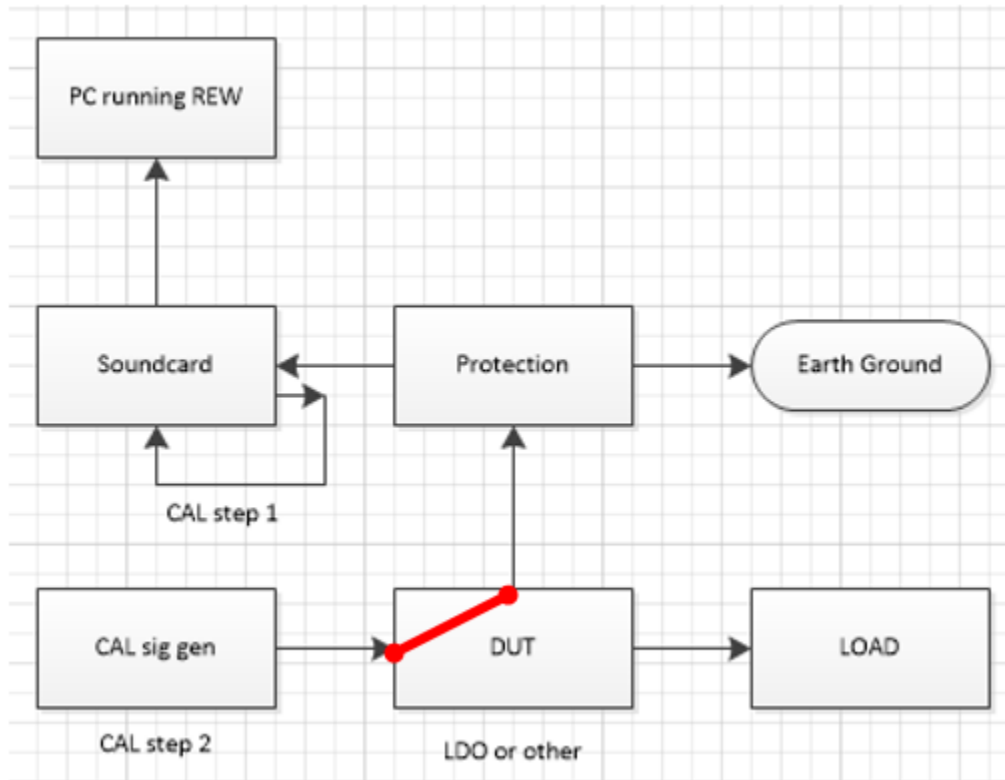 PC running REW
Soundcard
Protection
Earth Ground
CAL step 1
CAL sig gen
DUT
LOAD
CAL step 2
LDO or other